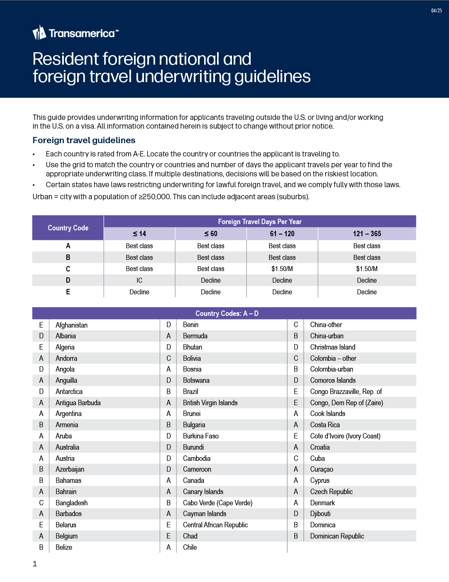 04/25
Transamerica
Resident foreign national and
foreign travel underwriting guidelines
This guide provides underwriting information for applicants traveling outside the U.S. or living and/or working
in the U.S. on a visa. All information contained herein is subject to change without prior notice.
Foreign travel guidelines
• Each country is rated from A-E. Locate the country or countries the applicant is traveling to.
• Use the grid to match the country or countries and number of days the applicant travels per year to find the
appropriate underwriting class. If multiple destinations, decisions will be based on the riskiest location.
• Certain states have laws restricting underwriting for lawful foreign travel, and we comply fully with those laws.
Urban = city with a population of ≥250,000. This can include adjacent areas (suburbs).
Country Code Foreign Travel Days Per Year
≤ 14 ≤ 60 61 – 120 121 – 365
A Best class Best class Best class Best class
B Best class Best class Best class Best class
C Best class Best class $1.50/M $1.50/M
D IC Decline Decline Decline
E Decline Decline Decline Decline
Country Codes: A – D
E Afghanistan D Benin C China-other
D Albania A Bermuda B China-urban
E Algeria D Bhutan D Christmas Island
A Andorra C Bolivia C Colombia – other
D Angola A Bosnia B Colombia-urban
A Anguilla D Botswana D Comoros Islands
D Antarctica B Brazil E Congo Brazzaville, Rep. of
A Antigua Barbuda A British Virgin Islands E Congo, Dem Rep of (Zaire)
A Argentina A Brunei A Cook Islands
B Armenia B Bulgaria A Costa Rica
A Aruba D Burkina Faso E Cote d'Ivoire (Ivory Coast)
A Australia D Burundi A Croatia
A Austria D Cambodia C Cuba
B Azerbaijan D Cameroon A Curaçao
B Bahamas A Canada A Cyprus
A Bahrain A Canary Islands A Czech Republic
C Bangladesh B Cabo Verde (Cape Verde) A Denmark
A Barbados A Cayman Islands D Djibouti
E Belarus E Central African Republic B Dominica
A Belgium E Chad B Dominican Republic
B Belize A Chile
1